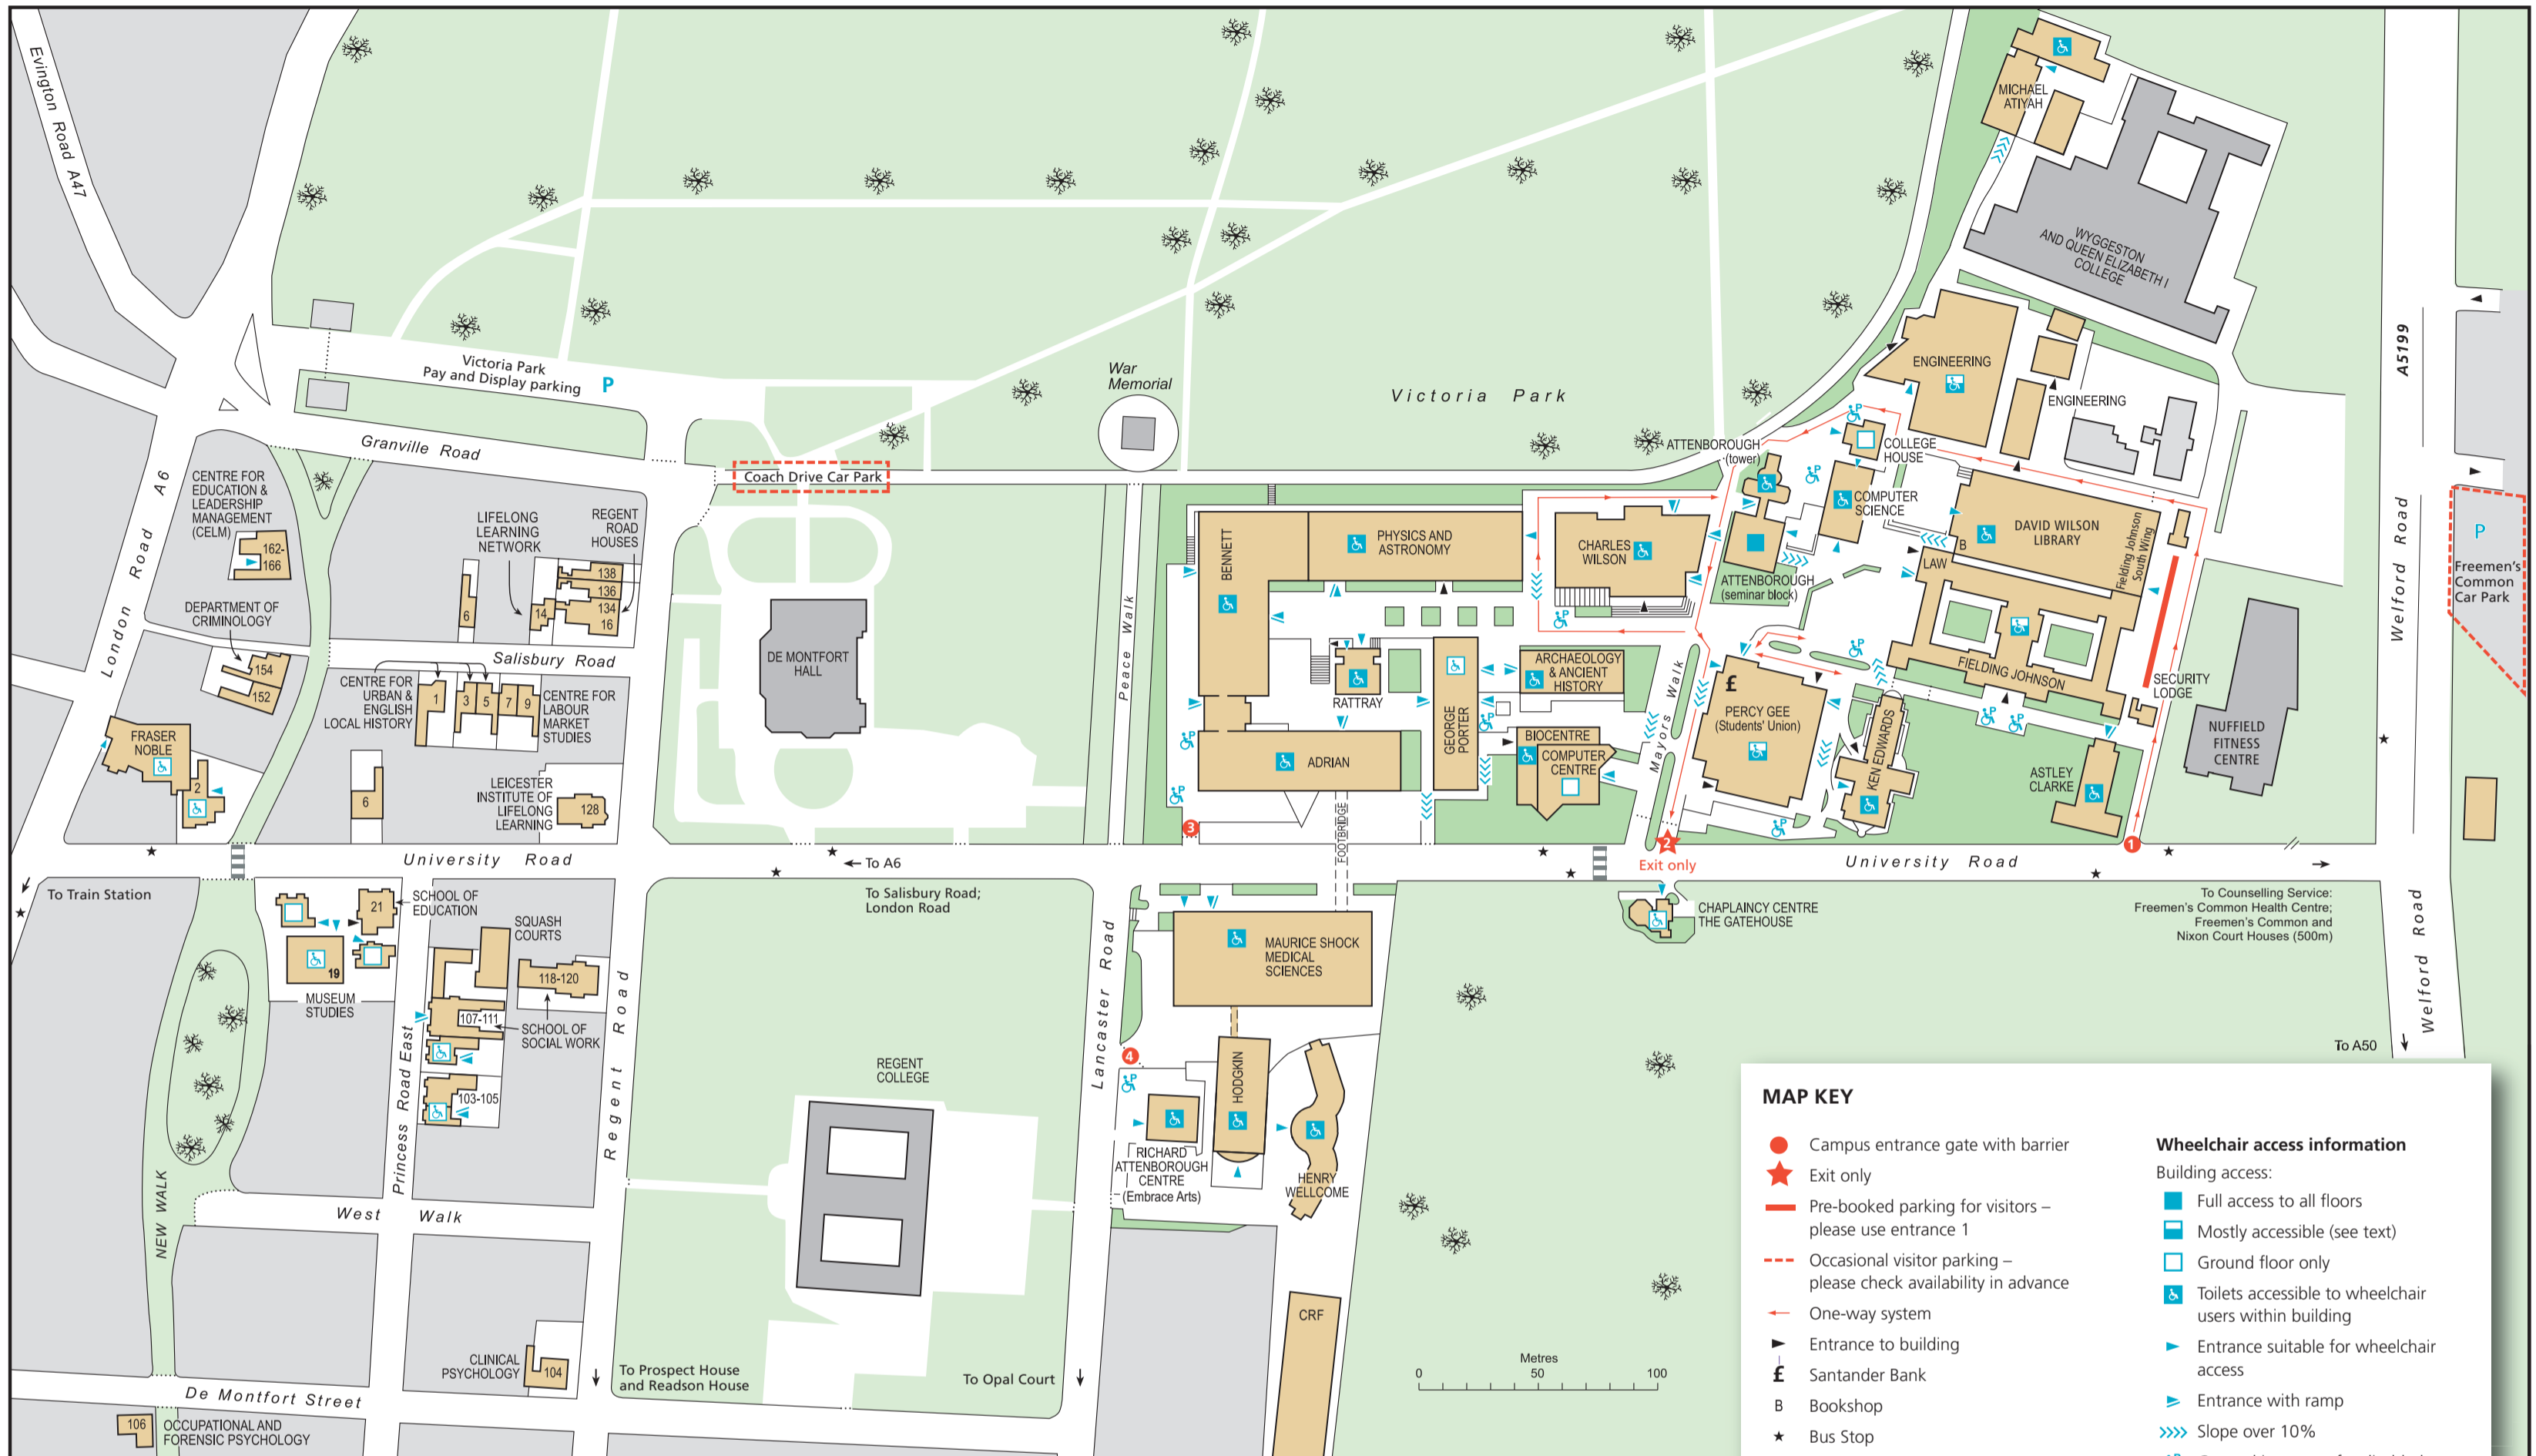 Evington Road A47
London Road A6
Victoria Park
Pay and Display parking
P
Granville Road
Coach Drive Car Park
War
Memorial
Victoria Park
Peace Walk
CENTRE FOR
EDUCATION &
LEADERSHIP
MANAGEMENT
(CELM)
162-
166
DEPARTMENT OF
CRIMINOLOGY
154
152
LIFELONG
LEARNING
NETWORK
REGENT
ROAD
HOUSES
6
14
138
136
134
16
Salisbury Road
CENTRE FOR
URBAN &
ENGLISH
LOCAL HISTORY
1
3
5
7
9
CENTRE FOR
LABOUR
MARKET
STUDIES
FRASER
NOBLE
2
6
LEICESTER
INSTITUTE OF
LIFELONG
LEARNING
128
DE MONTFORT
HALL
MICHAEL
ATIYAH
WYGGESTON
AND QUEEN ELIZABETH I
COLLEGE
ENGINEERING
ENGINEERING
A5199
Welford Road
P
Freemen's
Common
Car Park
ATTENBOROUGH
(tower)
P
COLLEGE
HOUSE
P
COMPUTER
SCIENCE
DAVID WILSON
LIBRARY
B
Fielding Johnson
South Wing
LAW
ATTENBOROUGH
(seminar block)
CHARLES
WILSON
PHYSICS AND
ASTRONOMY
BENNETT
P
RATTRAY
GEORGE
PORTER
ARCHAEOLOGY
& ANCIENT
HISTORY
P
BIOCENTRE
COMPUTER
CENTRE
ADRIAN
P
P
3
FOOTBRIDGE
Mayors Walk
£
PERCY GEE
(Students' Union)
P
FIELDING JOHNSON
P
P
KEN EDWARDS
P
SECURITY
LODGE
ASTLEY
CLARKE
NUFFIELD
FITNESS
CENTRE
2
Exit only
1
University Road
To A6
University Road
To Train Station
To Salisbury Road;
London Road
CHAPLAINCY CENTRE
THE GATEHOUSE
To Counselling Service:
Freemen's Common Health Centre;
Freemen's Common and
Nixon Court Houses (500m)
Welford Road
To A50
21
SCHOOL OF
EDUCATION
19
MUSEUM
STUDIES
SQUASH
COURTS
118-120
107-111
SCHOOL OF
SOCIAL WORK
103-105
Princess Road East
Regent Road
NEW WALK
West Walk
REGENT
COLLEGE
Lancaster Road
MAURICE SHOCK
MEDICAL
SCIENCES
4
P
HODGKIN
RICHARD
ATTENBOROUGH
CENTRE
(Embrace Arts)
HENRY
WELLCOME
CRF
CLINICAL
PSYCHOLOGY
104
To Prospect House
and Readson House
To Opal Court
De Montfort Street
106
OCCUPATIONAL AND
FORENSIC PSYCHOLOGY
Metres
0 50 100
MAP KEY
Campus entrance gate with barrier
Exit only
Pre-booked parking for visitors –
please use entrance 1
Occasional visitor parking –
please check availability in advance
One-way system
Entrance to building
£ Santander Bank
B Bookshop
Bus Stop
Wheelchair access information
Building access:
Full access to all floors
Mostly accessible (see text)
Ground floor only
Toilets accessible to wheelchair
users within building
Entrance suitable for wheelchair
access
Entrance with ramp
Slope over 10%